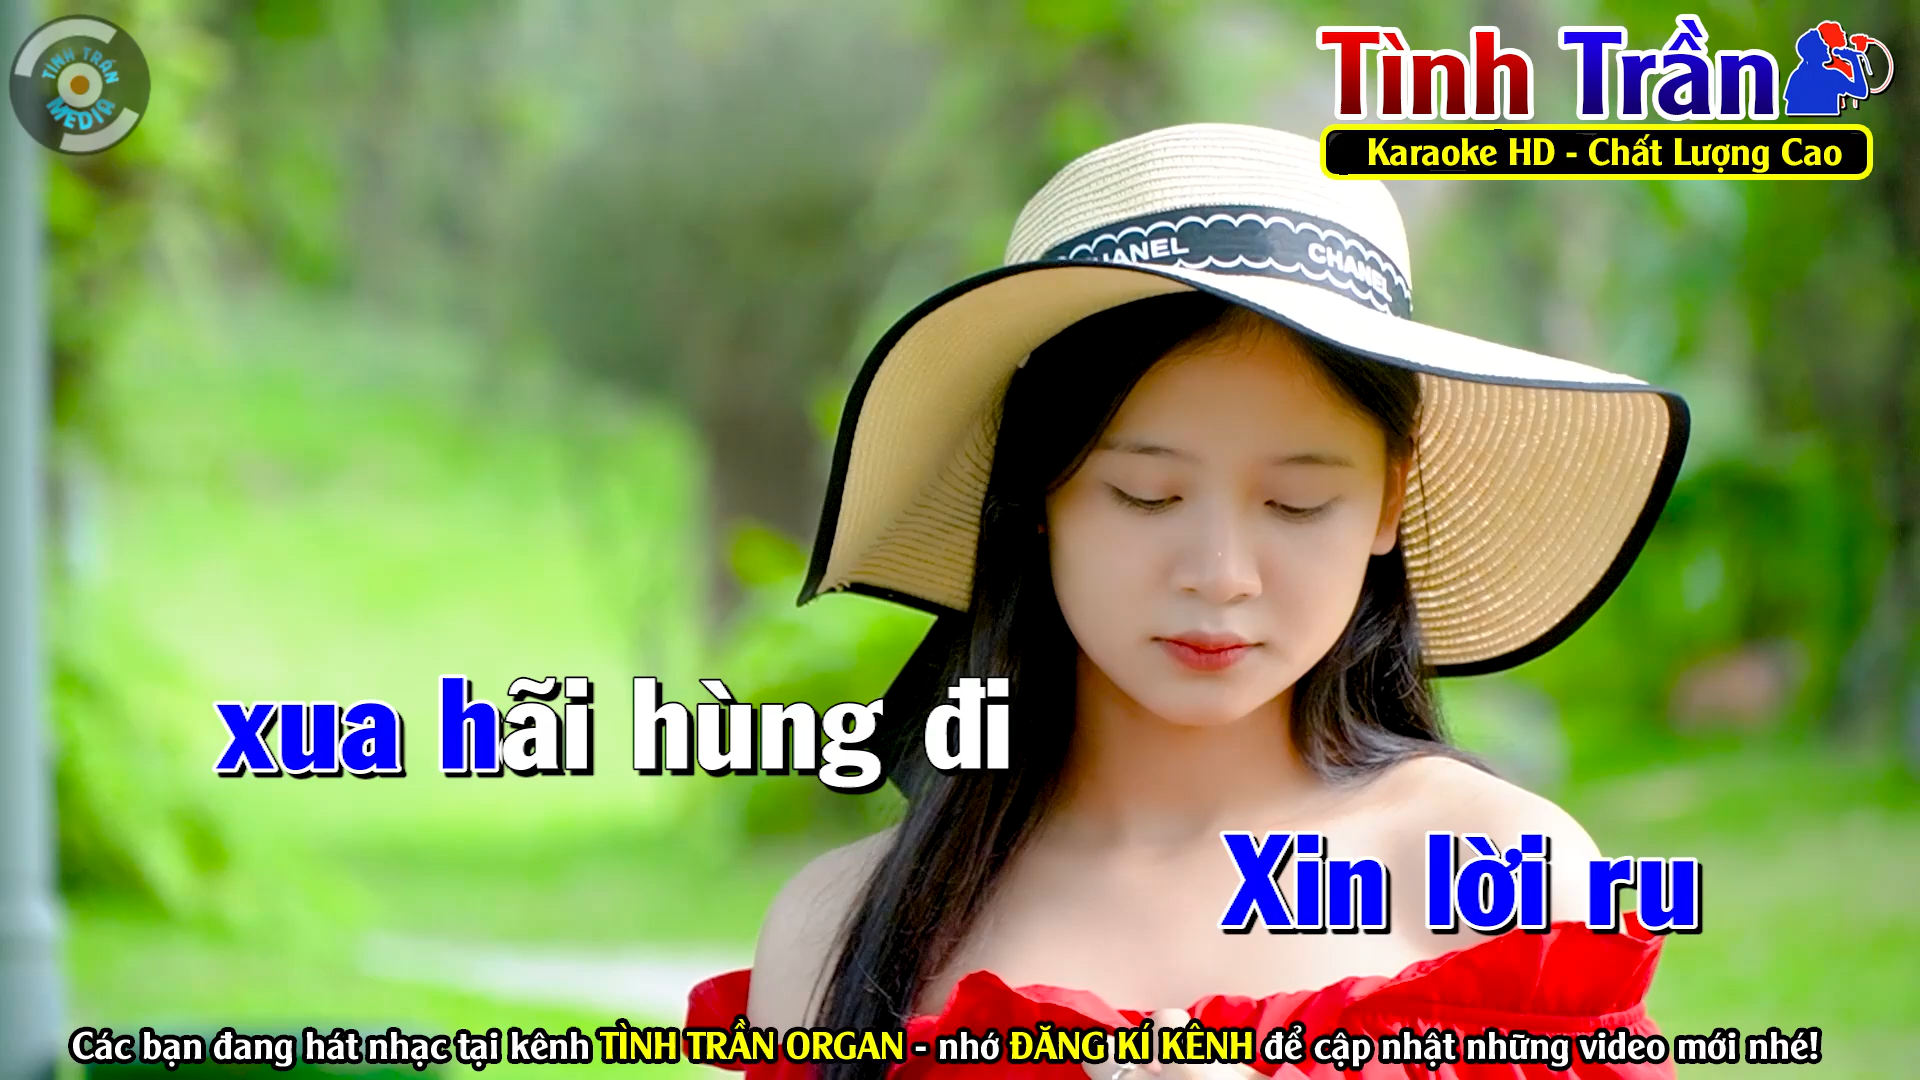 TÌNH TRẦN
MEDIA
Tình Trần
Karaoke HD - Chất Lượng Cao
CHANEL
CHANEL
xua hãi hùng đi
Xin lời ru
Các bạn đang hát nhạc tại kênh TÌNH TRẦN ORGAN - nhớ ĐĂNG KÍ KÊNH để cập nhật những video mới nhé!